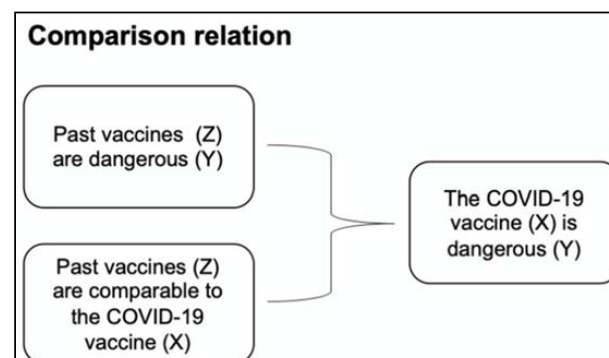 Comparison relation
Past vaccines (Z)
are dangerous (Y)
Past vaccines (Z)
are comparable to
the COVID-19
vaccine (X)
The COVID-19
vaccine (X) is
dangerous (Y)